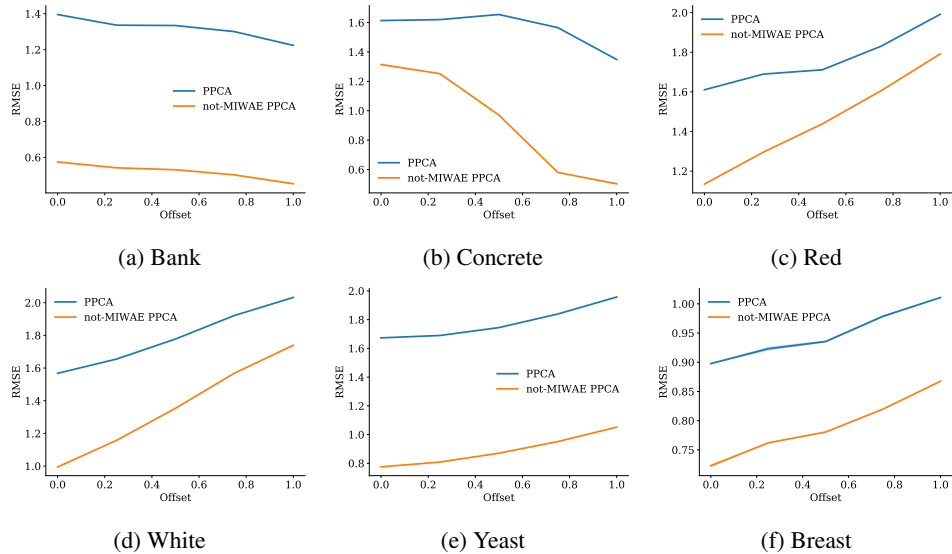 1.4
1.2
1.0
0.8
0.6
RMSE
PPCA
not-MIWAE PPCA
0.0 0.2 0.4 0.6 0.8 1.0
Offset
(a) Bank
1.6
1.4
1.2
1.0
0.8
0.6
RMSE
PPCA
not-MIWAE PPCA
0.0 0.2 0.4 0.6 0.8 1.0
Offset
(b) Concrete
2.0
1.8
1.6
1.4
1.2
RMSE
PPCA
not-MIWAE PPCA
0.0 0.2 0.4 0.6 0.8 1.0
Offset
(c) Red
2.0
1.8
1.6
1.4
1.2
1.0
RMSE
PPCA
not-MIWAE PPCA
0.0 0.2 0.4 0.6 0.8 1.0
Offset
(d) White
2.0
1.8
1.6
1.4
1.2
1.0
0.8
RMSE
PPCA
not-MIWAE PPCA
0.0 0.2 0.4 0.6 0.8 1.0
Offset
(e) Yeast
1.00
0.95
0.90
0.85
0.80
0.75
RMSE
PPCA
not-MIWAE PPCA
0.0 0.2 0.4 0.6 0.8 1.0
Offset
(f) Breast